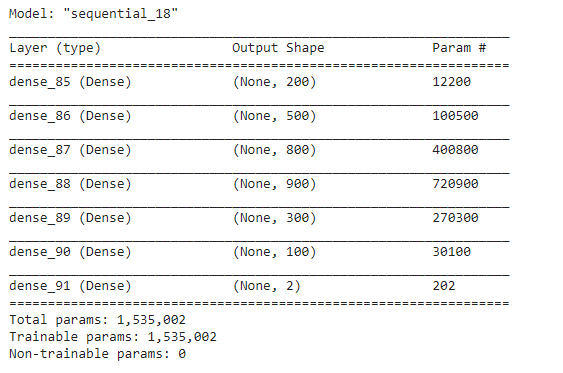 Model: "sequential_18"
_________________________________________________________________
Layer (type)                 Output Shape              Param #
=================================================================
dense_85 (Dense)             (None, 200)               12200
_________________________________________________________________
dense_86 (Dense)             (None, 500)               100500
_________________________________________________________________
dense_87 (Dense)             (None, 800)               400800
_________________________________________________________________
dense_88 (Dense)             (None, 900)               720900
_________________________________________________________________
dense_89 (Dense)             (None, 300)               270300
_________________________________________________________________
dense_90 (Dense)             (None, 100)               30100
_________________________________________________________________
dense_91 (Dense)             (None, 2)                 202
=================================================================
Total params: 1,535,002
Trainable params: 1,535,002
Non-trainable params: 0